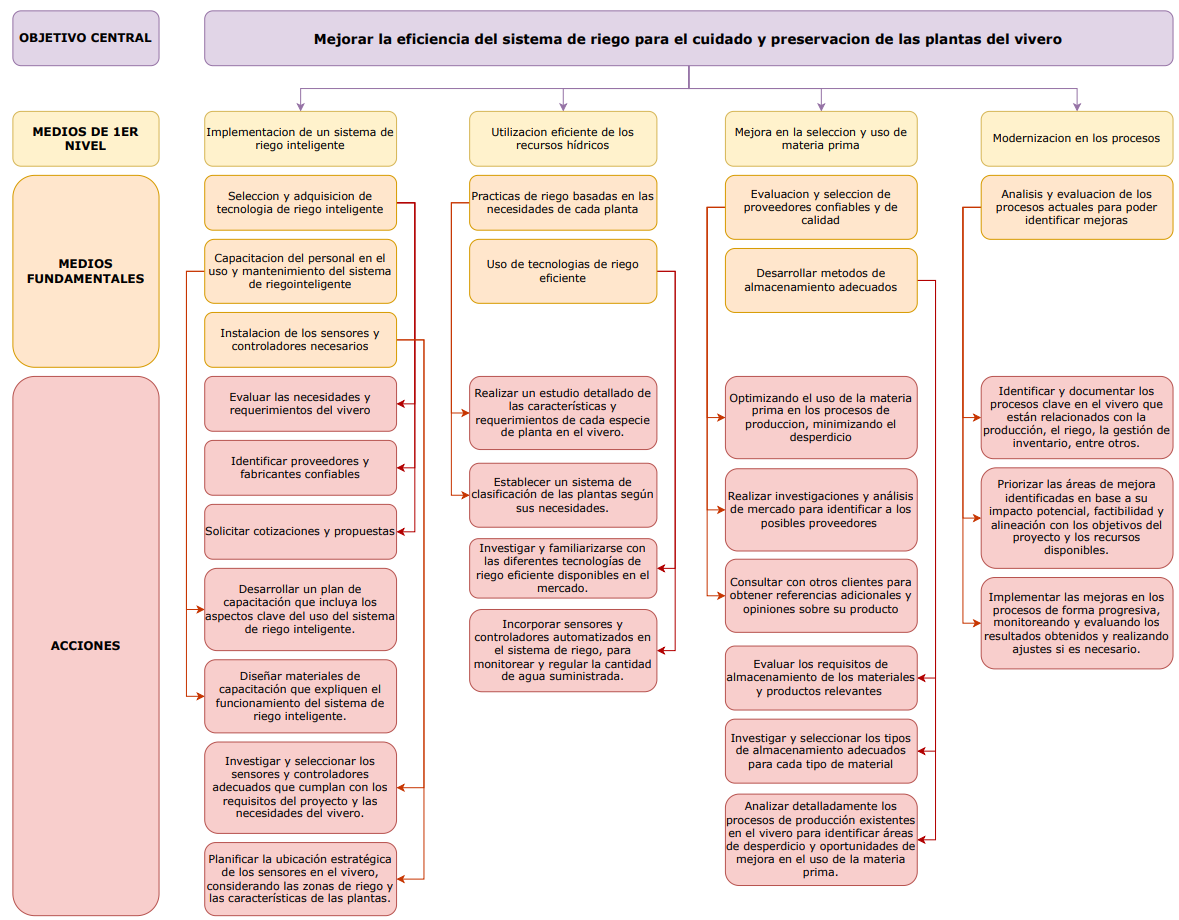 OBJETIVO CENTRAL
Mejorar la eficiencia del sistema de riego para el cuidado y preservacion de las plantas del vivero
MEDIOS DE 1ER
NIVEL
Implementacion de un sistema de
riego inteligente
Utilizacion eficiente de los
recursos hídricos
Mejora en la seleccion y uso de
materia prima
Modernizacion en los procesos
MEDIOS
FUNDAMENTALES
Seleccion y adquisicion de
tecnologia de riego inteligente
Capacitacion del personal en el
uso y mantenimiento del sistema
de riegointeligente
Instalacion de los sensores y
controladores necesarios
Practicas de riego basadas en las
necesidades de cada planta
Uso de tecnologias de riego
eficiente
Evaluacion y seleccion de
proveedores confiables y de
calidad
Desarrollar metodos de
almacenamiento adecuados
Analisis y evaluacion de los
procesos actuales para poder
identificar mejoras
ACCIONES
Evaluar las necesidades y
requerimientos del vivero
Identificar proveedores y
fabricantes confiables
Solicitar cotizaciones y propuestas
Desarrollar un plan de
capacitación que incluya los
aspectos clave del uso del sistema
de riego inteligente.
Diseñar materiales de
capacitación que expliquen el
funcionamiento del sistema de
riego inteligente.
Investigar y seleccionar los
sensores y controladores
adecuados que cumplan con los
requisitos del proyecto y las
necesidades del vivero.
Planificar la ubicación estratégica
de los sensores en el vivero,
considerando las zonas de riego y
las características de las plantas.
Realizar un estudio detallado de
las características y
requerimientos de cada especie
de planta en el vivero.
Establecer un sistema de
clasificación de las plantas según
sus necesidades.
Investigar y familiarizarse con
las diferentes tecnologías de
riego eficiente disponibles en el
mercado.
Incorporar sensores y
controladores automatizados en
el sistema de riego, para
monitorear y regular la cantidad
de agua suministrada.
Optimizando el uso de la materia
prima en los procesos de
produccion, minimizando el
desperdicio
Realizar investigaciones y análisis
de mercado para identificar a los
posibles proveedores
Consultar con otros clientes para
obtener referencias adicionales y
opiniones sobre su producto
Evaluar los requisitos de
almacenamiento de los materiales
y productos relevantes
Investigar y seleccionar los tipos
de almacenamiento adecuados
para cada tipo de material
Analizar detalladamente los
procesos de producción existentes
en el vivero para identificar áreas
de desperdicio y oportunidades de
mejora en el uso de la materia
prima.
Identificar y documentar los
procesos clave en el vivero que
están relacionados con la
producción, el riego, la gestión de
inventario, entre otros.
Priorizar las áreas de mejora
identificadas en base a su
impacto potencial, factibilidad y
alineación con los objetivos del
proyecto y los recursos
disponibles.
Implementar las mejoras en los
procesos de forma progresiva,
monitoreando y evaluando los
resultados obtenidos y realizando
ajustes si es necesario.